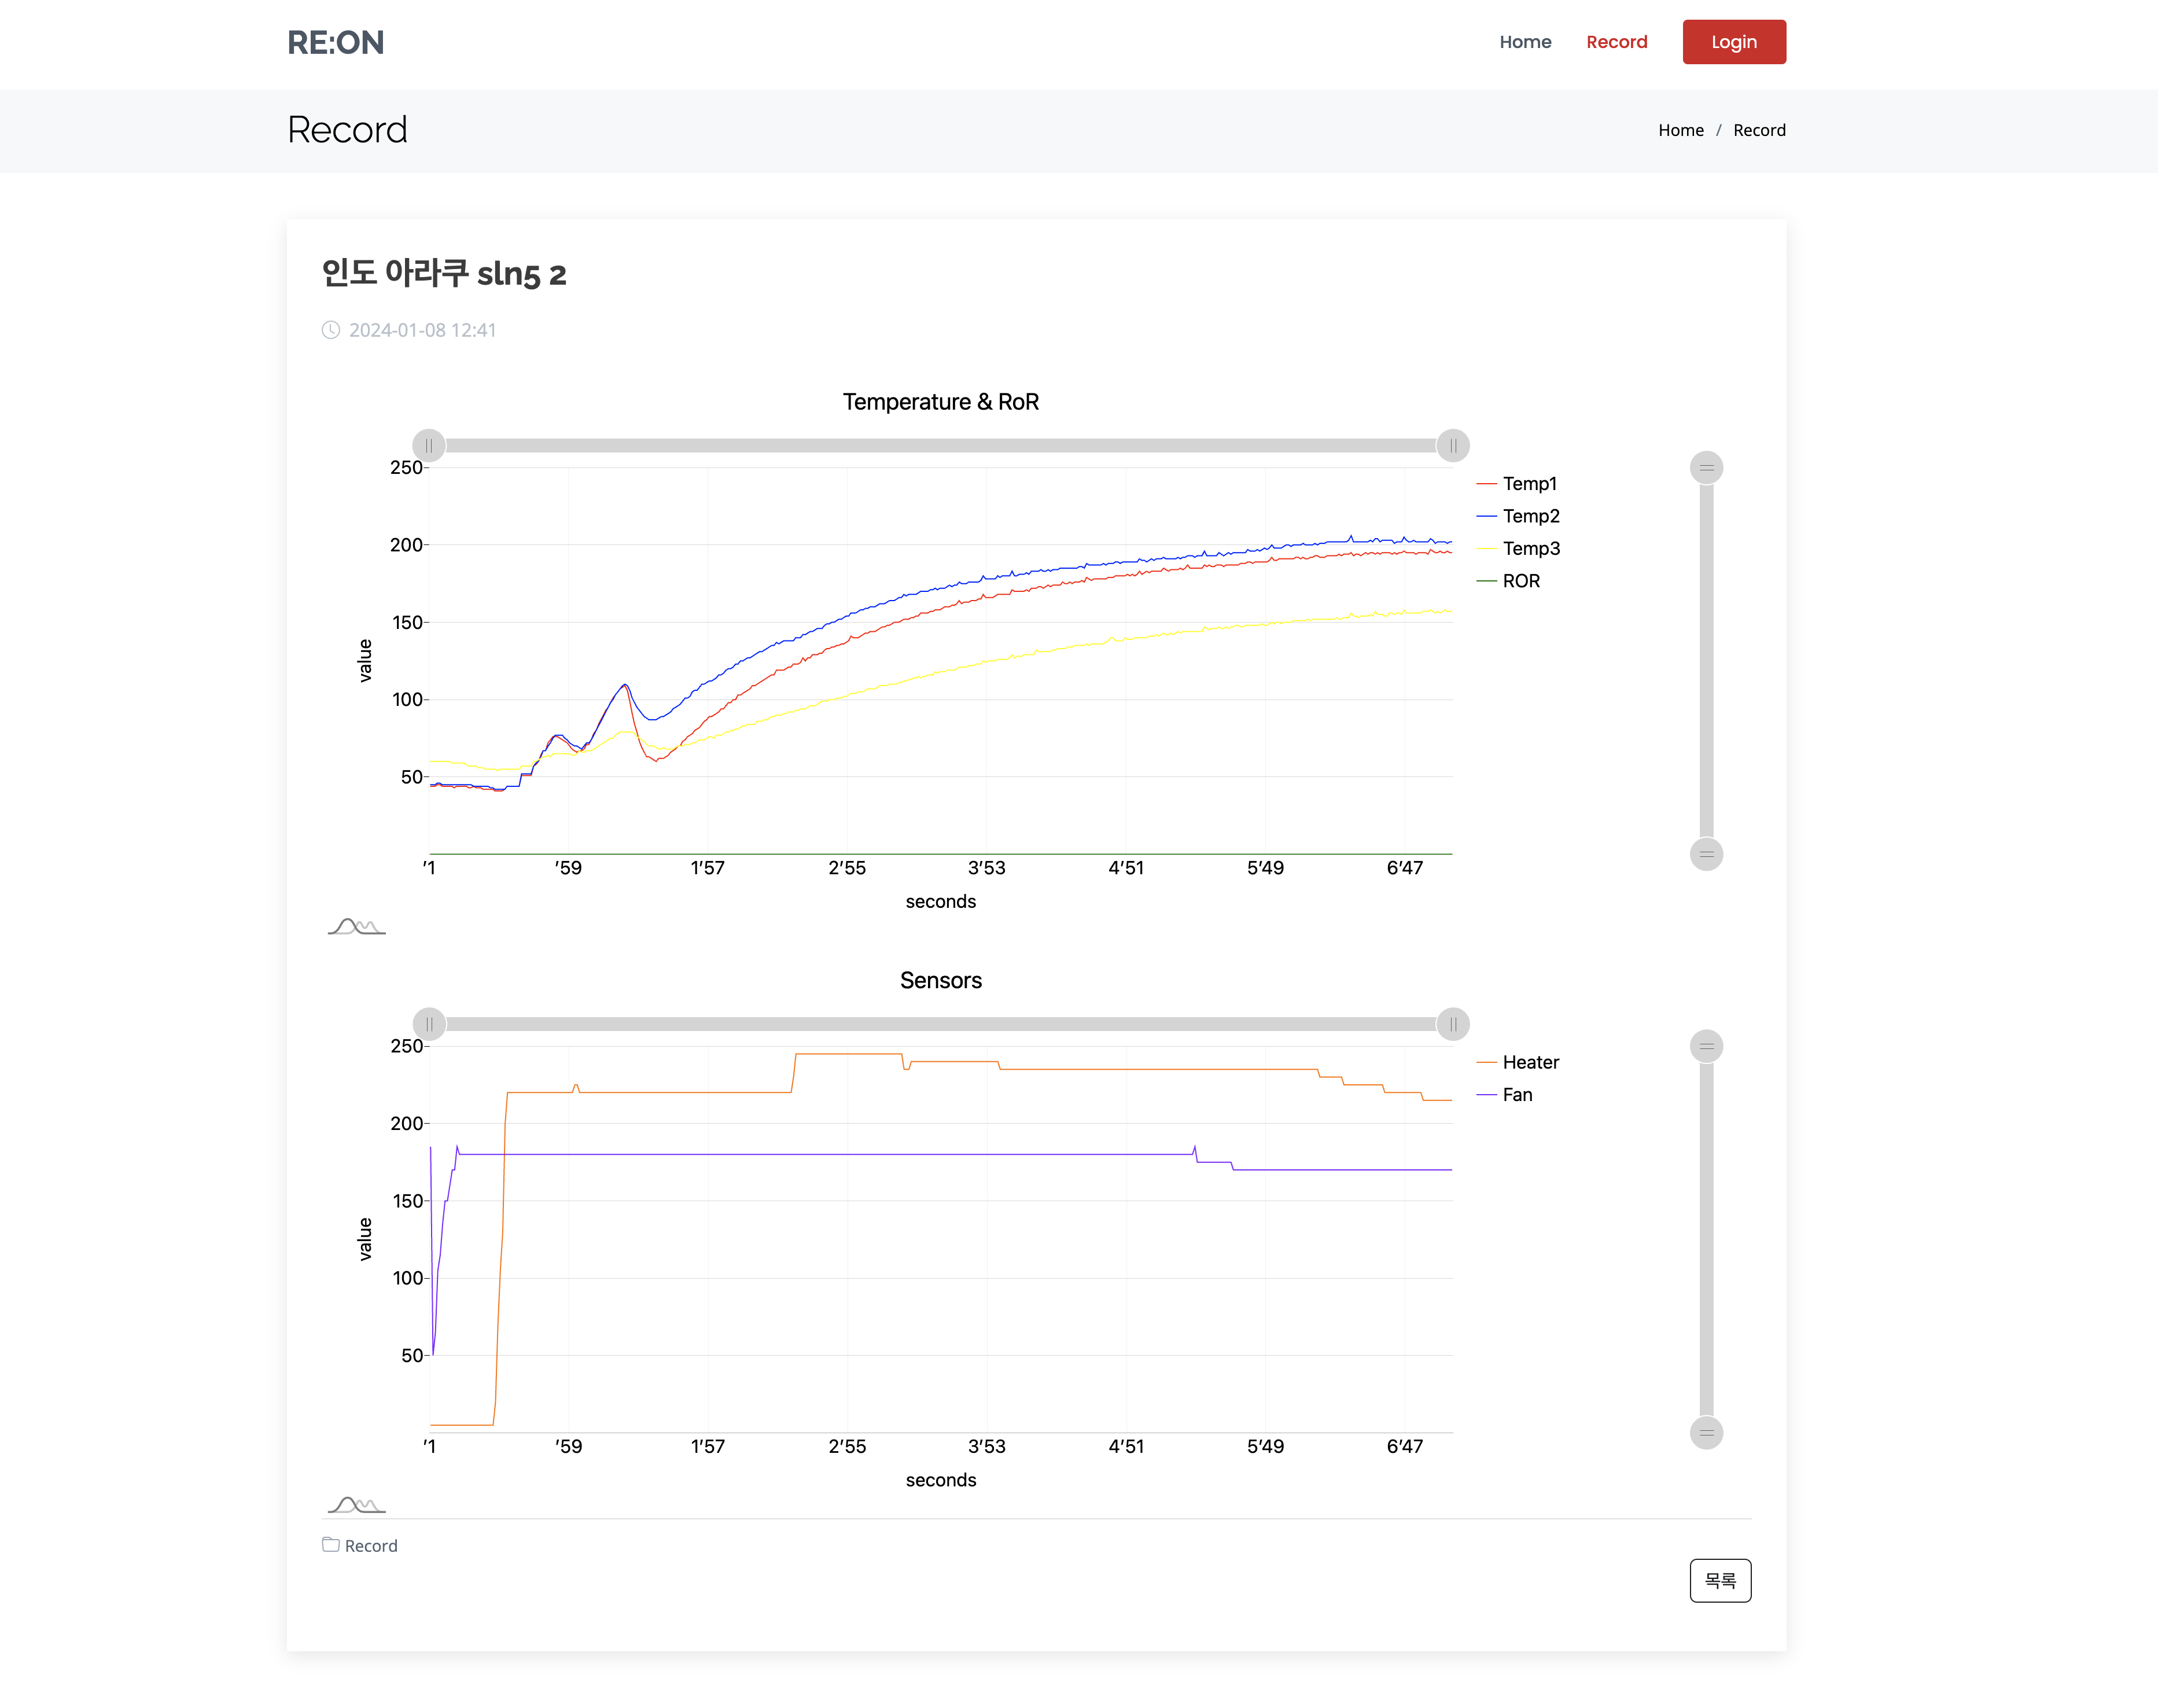 RE:ON
Home Record Login
Record
Home / Record
인도 아라쿠 sln5 2
2024-01-08 12:41
Temperature & RoR
250
200
150
100
50
value
'1 '59 1'57 2'55 3'53 4'51 5'49 6'47
seconds
Temp1
Temp2
Temp3
ROR
Sensors
250
200
150
100
50
value
'1 '59 1'57 2'55 3'53 4'51 5'49 6'47
seconds
Heater
Fan
Record
목록